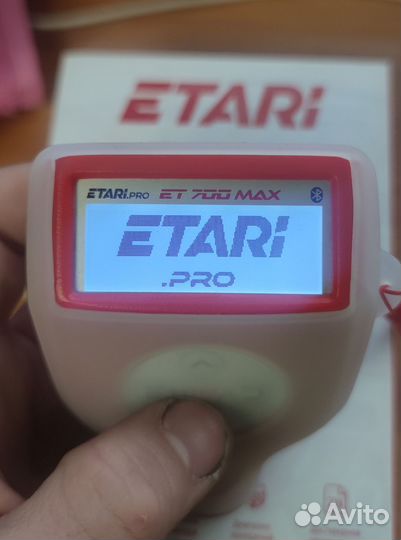 ETARI
ETARI.PRO ET 700 MAX
ETARI
.PRO
Avito